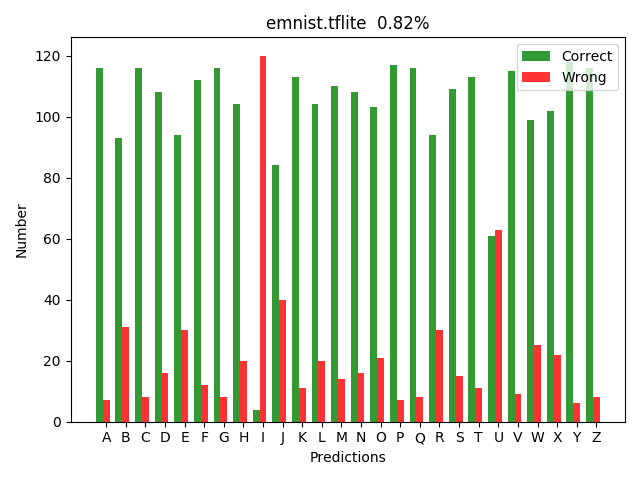 emnist.tflite 0.82%
Correct
Wrong
120
100
80
60
40
20
0
Number
A B C D E F G H I J K L M N O P Q R S T U V W X Y Z
Predictions